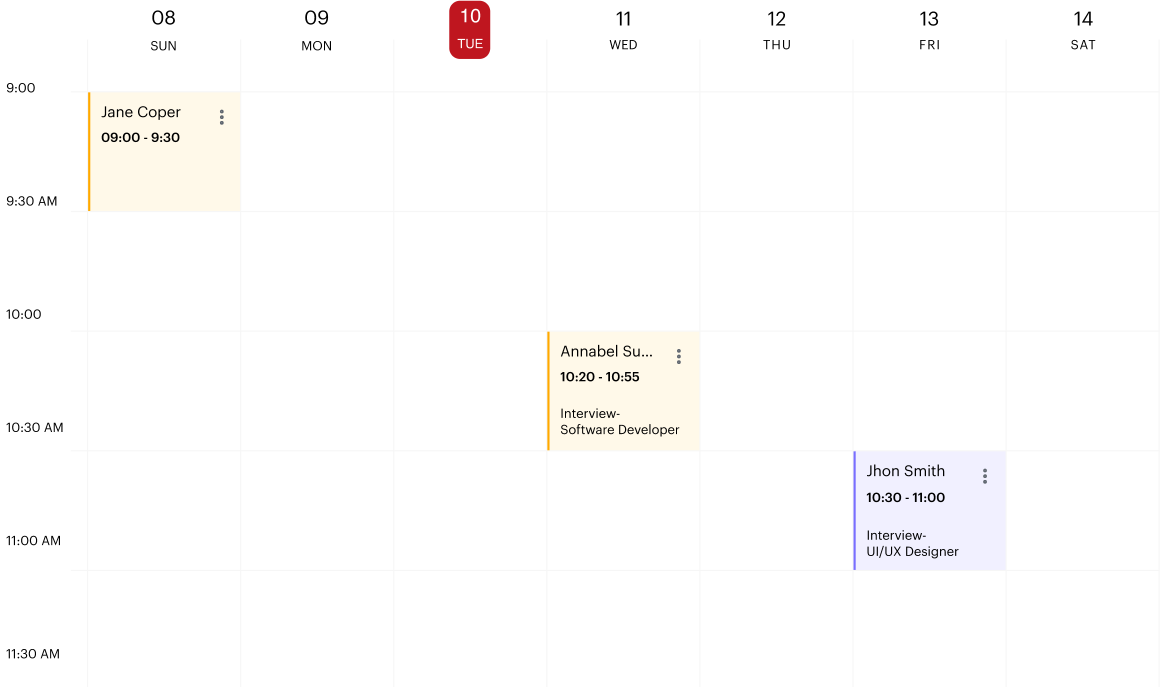 08
SUN
09
MON
10
TUE
11
WED
12
THU
13
FRI
14
SAT
9:00
Jane Coper
09:00 - 9:30
9:30 AM
10:00
Annabel Su...
10:20 - 10:55
Interview-
Software Developer
10:30 AM
Jhon Smith
10:30 - 11:00
Interview-
UI/UX Designer
11:00 AM
11:30 AM